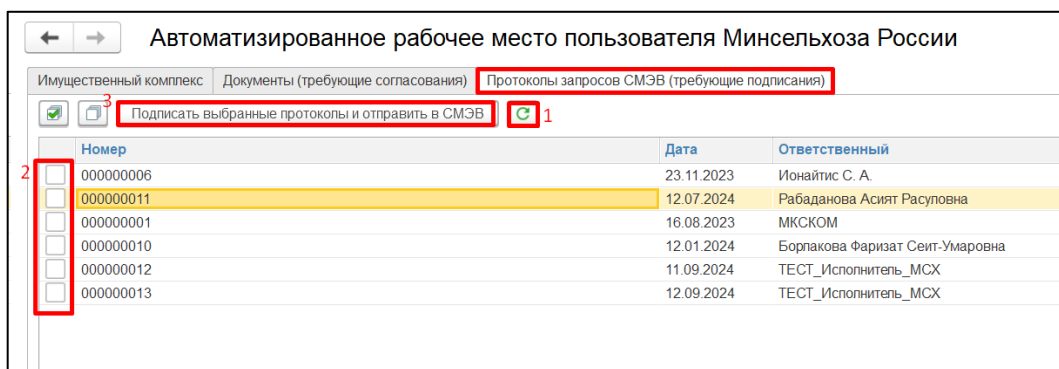 Автоматизированное рабочее место пользователя Минсельхоза России
Имущественный комплекс Документы (требующие согласования) Протоколы запросов СМЭВ (требующие подписания)
3 Подписать выбранные протоколы и отправить в СМЭВ 1
Номер Дата Ответственный
2 000000006 23.11.2023 Ионайтис С. А.
000000011 12.07.2024 Рабаданова Асият Расуловна
000000001 16.08.2023 МКСКОМ
000000010 12.01.2024 Борлакова Фаризат Сеит-Умаровна
000000012 11.09.2024 ТЕСТ_Исполнитель_МСХ
000000013 12.09.2024 ТЕСТ_Исполнитель_МСХ